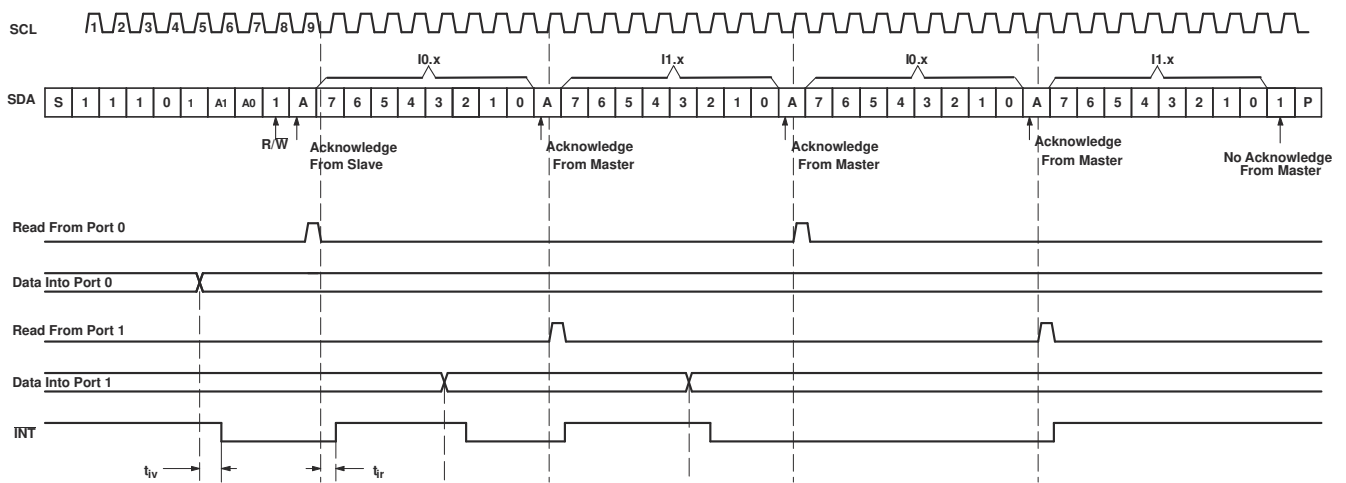 SCL 1 2 3 4 5 6 7 8 9
I0.x I1.x I0.x I1.x
SDA S 1 1 1 0 1 A1 A0 1 A 7 6 5 4 3 2 1 0 A 7 6 5 4 3 2 1 0 A 7 6 5 4 3 2 1 0 A 7 6 5 4 3 2 1 0 1 P
R/W̅
Acknowledge
From Slave
Acknowledge
From Master
Acknowledge
From Master
Acknowledge
From Master
No Acknowledge
From Master
Read From Port 0
Data Into Port 0
Read From Port 1
Data Into Port 1
I̅N̅T̅
tiv tir